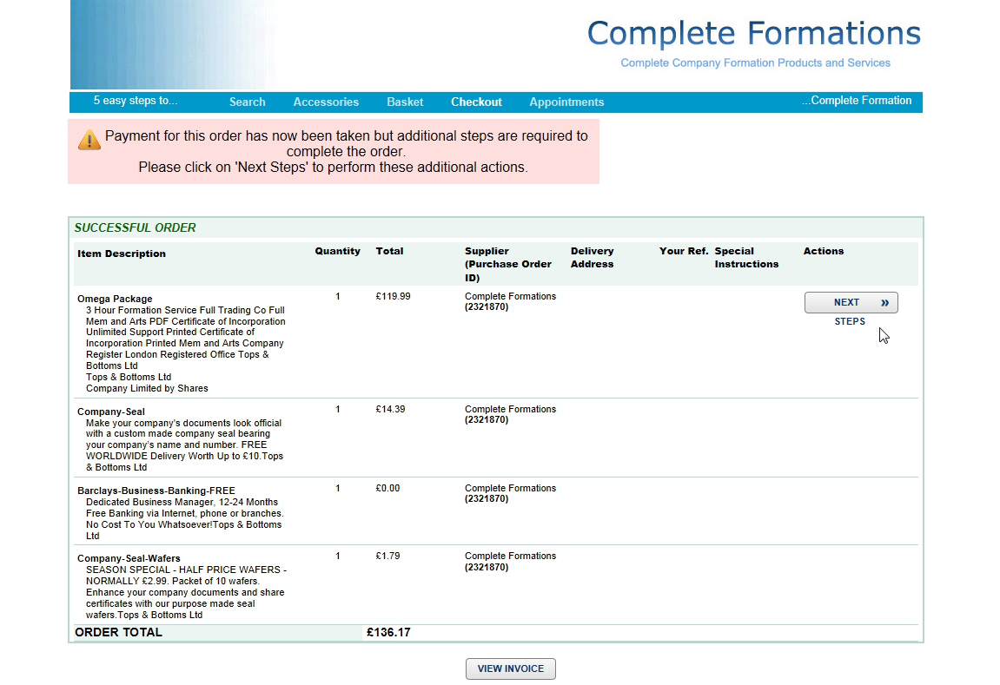 Complete Formations
Complete Company Formation Products and Services
5 easy steps to... Search Accessories Basket Checkout Appointments ...Complete Formation
Payment for this order has now been taken but additional steps are required to
complete the order.
Please click on 'Next Steps' to perform these additional actions.
SUCCESSFUL ORDER
Item Description Quantity Total Supplier (Purchase Order ID) Delivery Address Your Ref. Special Instructions Actions
Omega Package 1 £119.99 Complete Formations (2321870) NEXT » STEPS
3 Hour Formation Service Full Trading Co Full
Mem and Arts PDF Certificate of Incorporation
Unlimited Support Printed Certificate of
Incorporation Printed Mem and Arts Company
Register London Registered Office Tops &
Bottoms Ltd
Tops & Bottoms Ltd
Company Limited by Shares
Company-Seal 1 £14.39 Complete Formations (2321870)
Make your company's documents look official
with a custom made company seal bearing
your company's name and number. FREE
WORLDWIDE Delivery Worth Up to £10.Tops
& Bottoms Ltd
Barclays-Business-Banking-FREE 1 £0.00 Complete Formations (2321870)
Dedicated Business Manager, 12-24 Months
Free Banking via Internet, phone or branches.
No Cost To You Whatsoever!Tops & Bottoms
Ltd
Company-Seal-Wafers 1 £1.79 Complete Formations (2321870)
SEASON SPECIAL - HALF PRICE WAFERS -
NORMALLY £2.99. Packet of 10 wafers.
Enhance your company documents and share
certificates with our purpose made seal
wafers.Tops & Bottoms Ltd
ORDER TOTAL £136.17
VIEW INVOICE